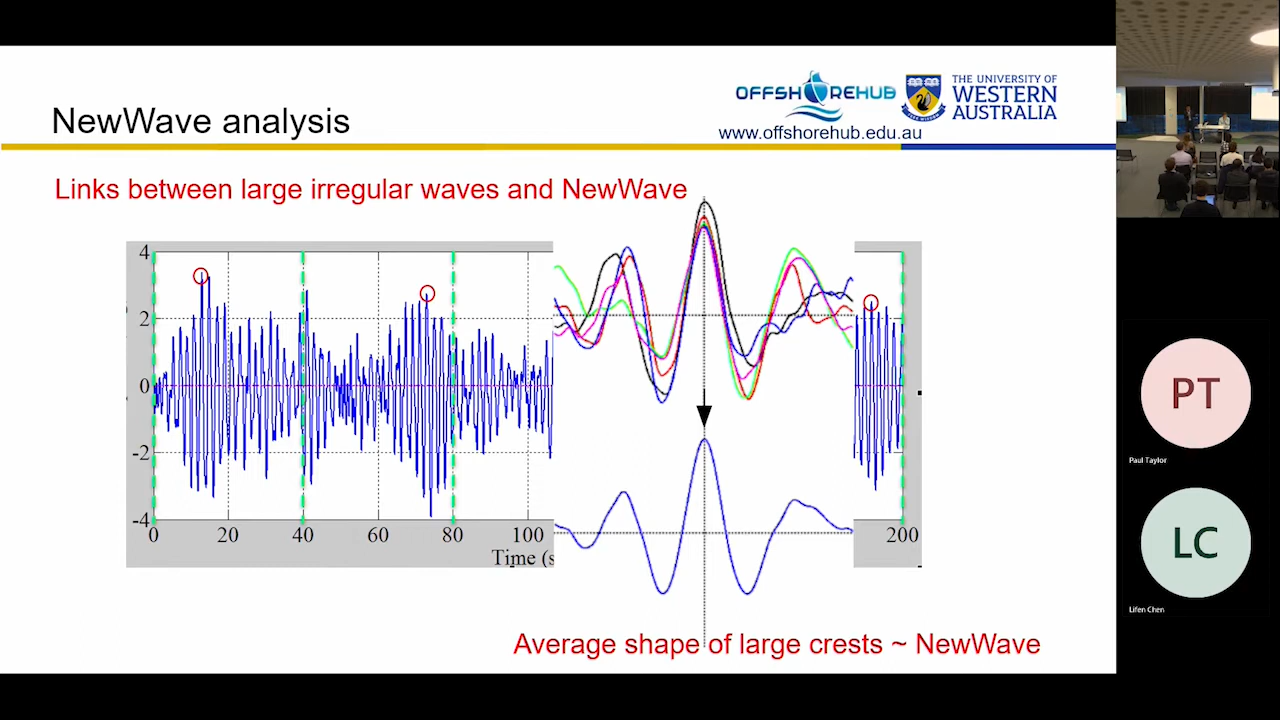 NewWave analysis
OFFSHOREHUB
www.offshorehub.edu.au
THE UNIVERSITY OF
WESTERN
AUSTRALIA
Links between large irregular waves and NewWave
4
2
0
-2
-4
0
20
40
60
80
100
200
Time (s
Average shape of large crests ~ NewWave
PT
Paul Taylor
LC
Lifen Chen